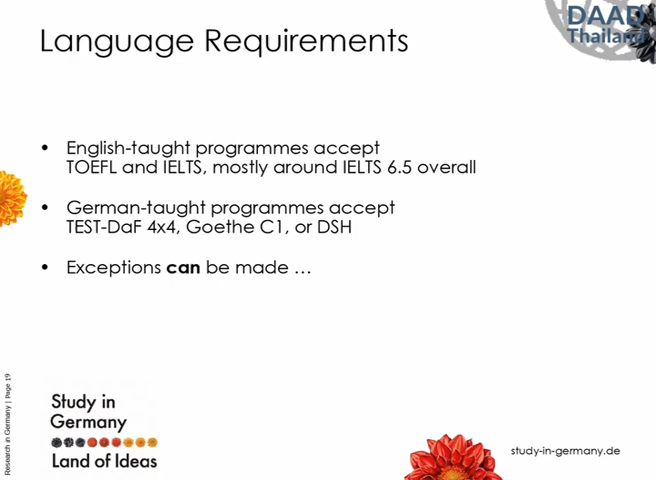 Language Requirements
DAAD
Thailand
• English-taught programmes accept
TOEFL and IELTS, mostly around IELTS 6.5 overall
• German-taught programmes accept
TEST-DaF 4x4, Goethe C1, or DSH
• Exceptions can be made …
Research in Germany | Page 19
Study in
Germany
Land of Ideas
study-in-germany.de